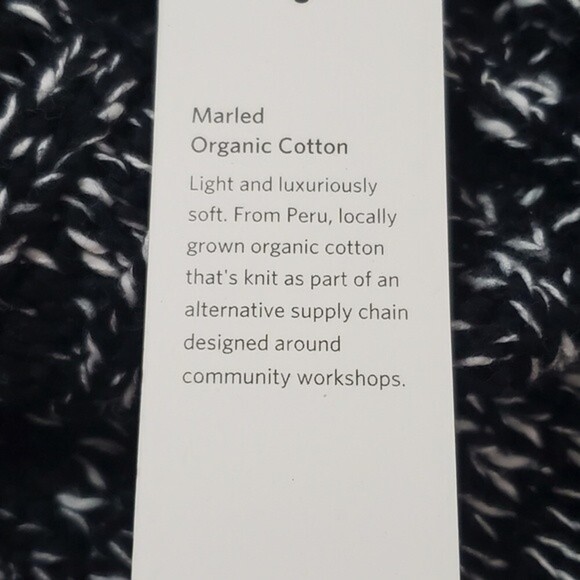 Marled
Organic Cotton
Light and luxuriously
soft. From Peru, locally
grown organic cotton
that's knit as part of an
alternative supply chain
designed around
community workshops.